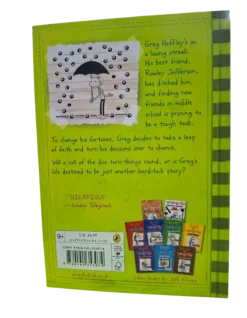 Greg Heffley's on
a losing streak.
His best friend,
Rowley Jefferson,
has ditched him,
and finding new
friends in middle
school is proving to
be a tough task.
To change his fortunes, Greg decides to take a leap
of faith and turn his decisions over to chance.
Will a roll of the dice turn things round, or is Greg's
life destined to be just another hard-luck story?
'HILARIOUS'
– Sunday Telegraph